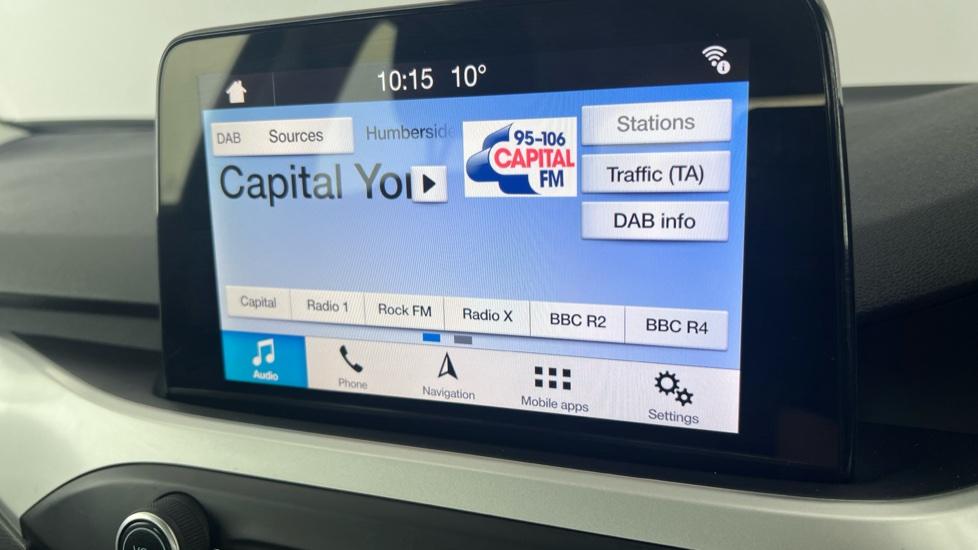 10:15 10°
DAB Sources Humberside
Capital Yor
95-106
CAPITAL
FM
Stations
Traffic (TA)
DAB info
Capital Radio 1 Rock FM Radio X BBC R2 BBC R4
Audio Phone Navigation Mobile apps Settings